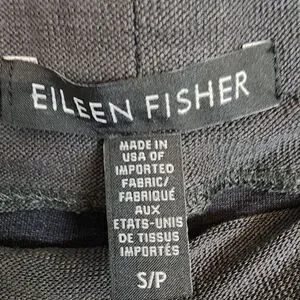 EILEEN FISHER
MADE IN
USA OF
IMPORTED
FABRIC/
FABRIQUÉ
AUX
ETATS-UNIS
DE TISSUS
IMPORTÉS
S/P